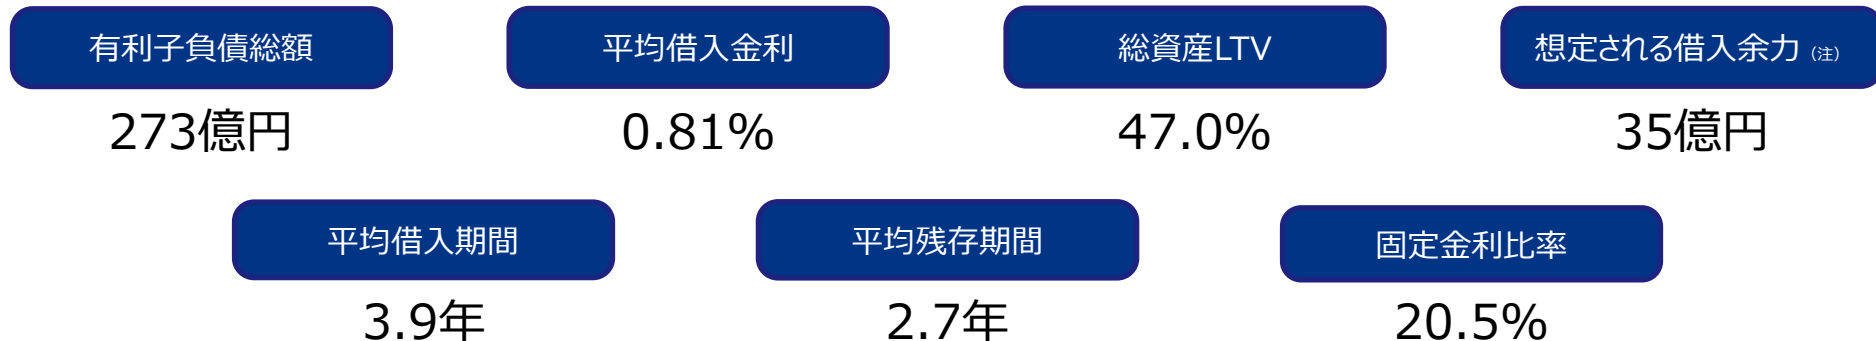 有利子負債総額 平均借入金利 総資産LTV 想定される借入余力（注）
273億円 0.81% 47.0% 35億円
平均借入期間 平均残存期間 固定金利比率
3.9年 2.7年 20.5%